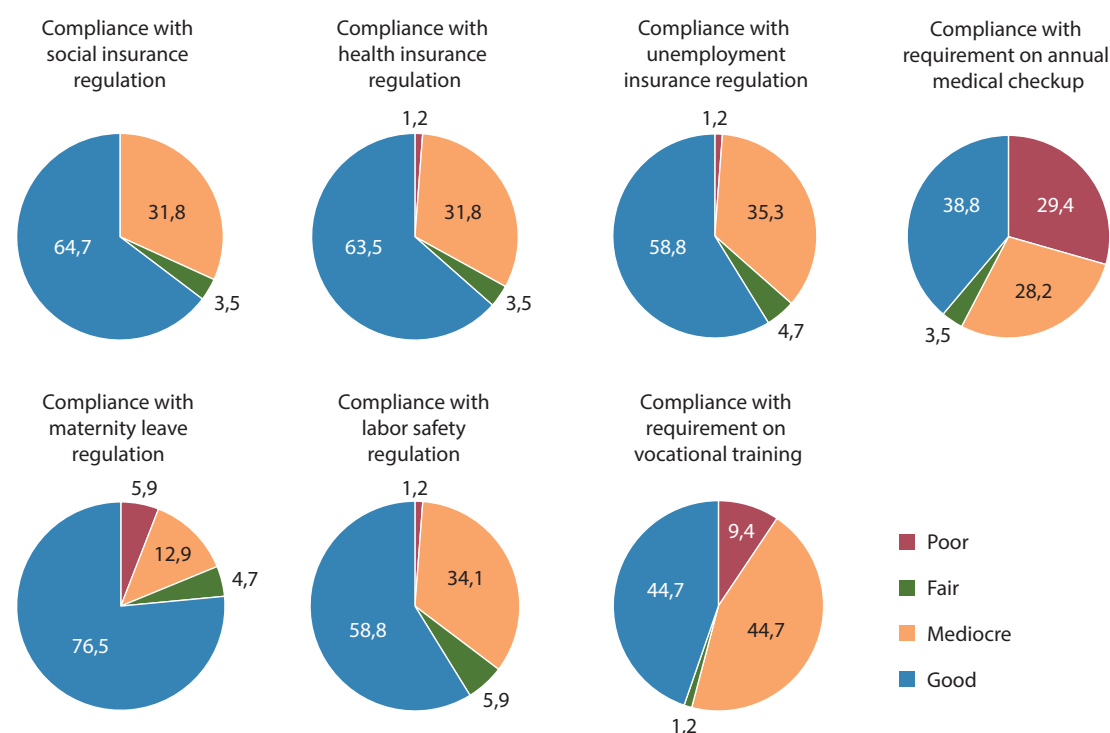 Compliance with
social insurance
regulation
31,8
64,7
3,5
Compliance with
health insurance
regulation
1,2
31,8
63,5
3,5
Compliance with
unemployment
insurance regulation
1,2
35,3
58,8
4,7
Compliance with
requirement on annual
medical checkup
38,8
29,4
28,2
3,5
Compliance with
maternity leave
regulation
5,9
12,9
4,7
76,5
Compliance with
labor safety
regulation
1,2
34,1
58,8
5,9
Compliance with
requirement on
vocational training
9,4
44,7
44,7
1,2
Poor
Fair
Mediocre
Good